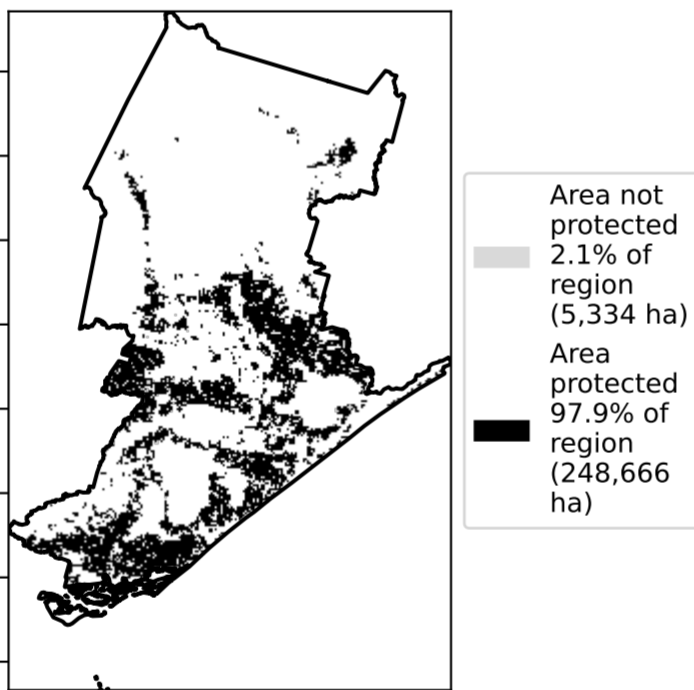 Area not
protected
2.1% of
region
(5,334 ha)
Area
protected
97.9% of
region
(248,666
ha)